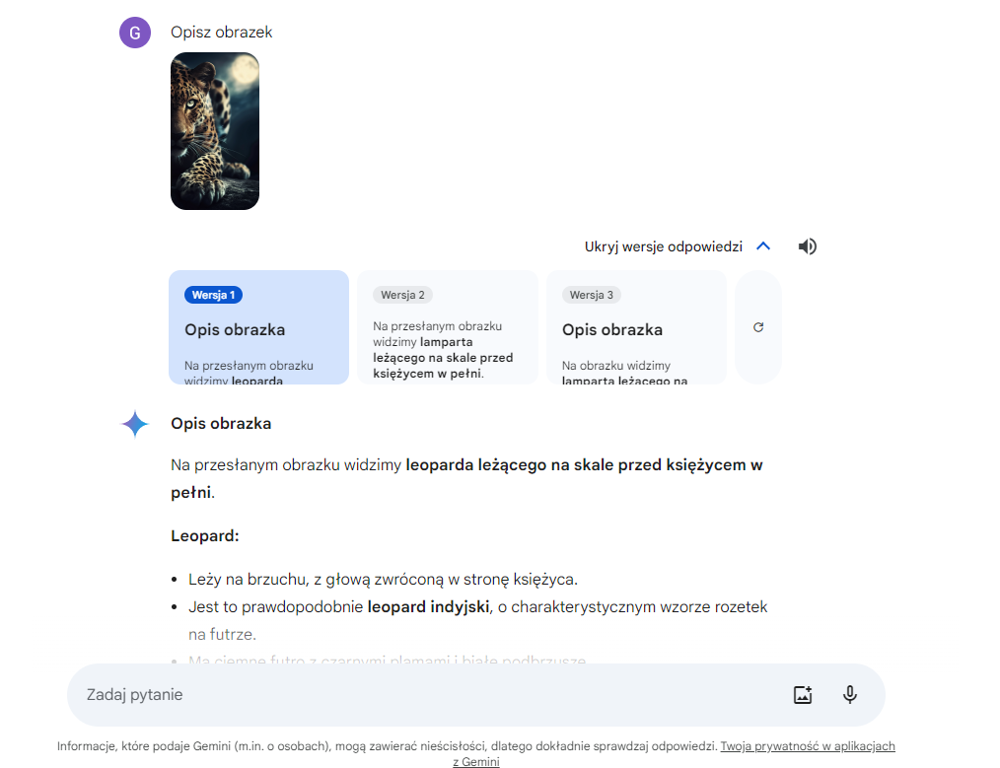 G
Opisz obrazek
Ukryj wersje odpowiedzi
Wersja 1
Opis obrazka
Na przesłanym obrazku
widzimy leoparda
Wersja 2
Na przesłanym obrazku
widzimy lamparta
leżącego na skale przed
księżycem w pełni.
Wersja 3
Opis obrazka
Na obrazku widzimy
lamparta leżącego na
Opis obrazka
Na przesłanym obrazku widzimy leoparda leżącego na skale przed księżycem w
pełni.
Leopard:
• Leży na brzuchu, z głową zwróconą w stronę księżyca.
• Jest to prawdopodobnie leopard indyjski, o charakterystycznym wzorze rozetek
na futrze.
• Ma ciemne futro z czarnymi plamami i białe podbrzusze.
Zadaj pytanie
Informacje, które podaje Gemini (m.in. o osobach), mogą zawierać nieścisłości, dlatego dokładnie sprawdzaj odpowiedzi. Twoja prywatność w aplikacjach
z Gemini